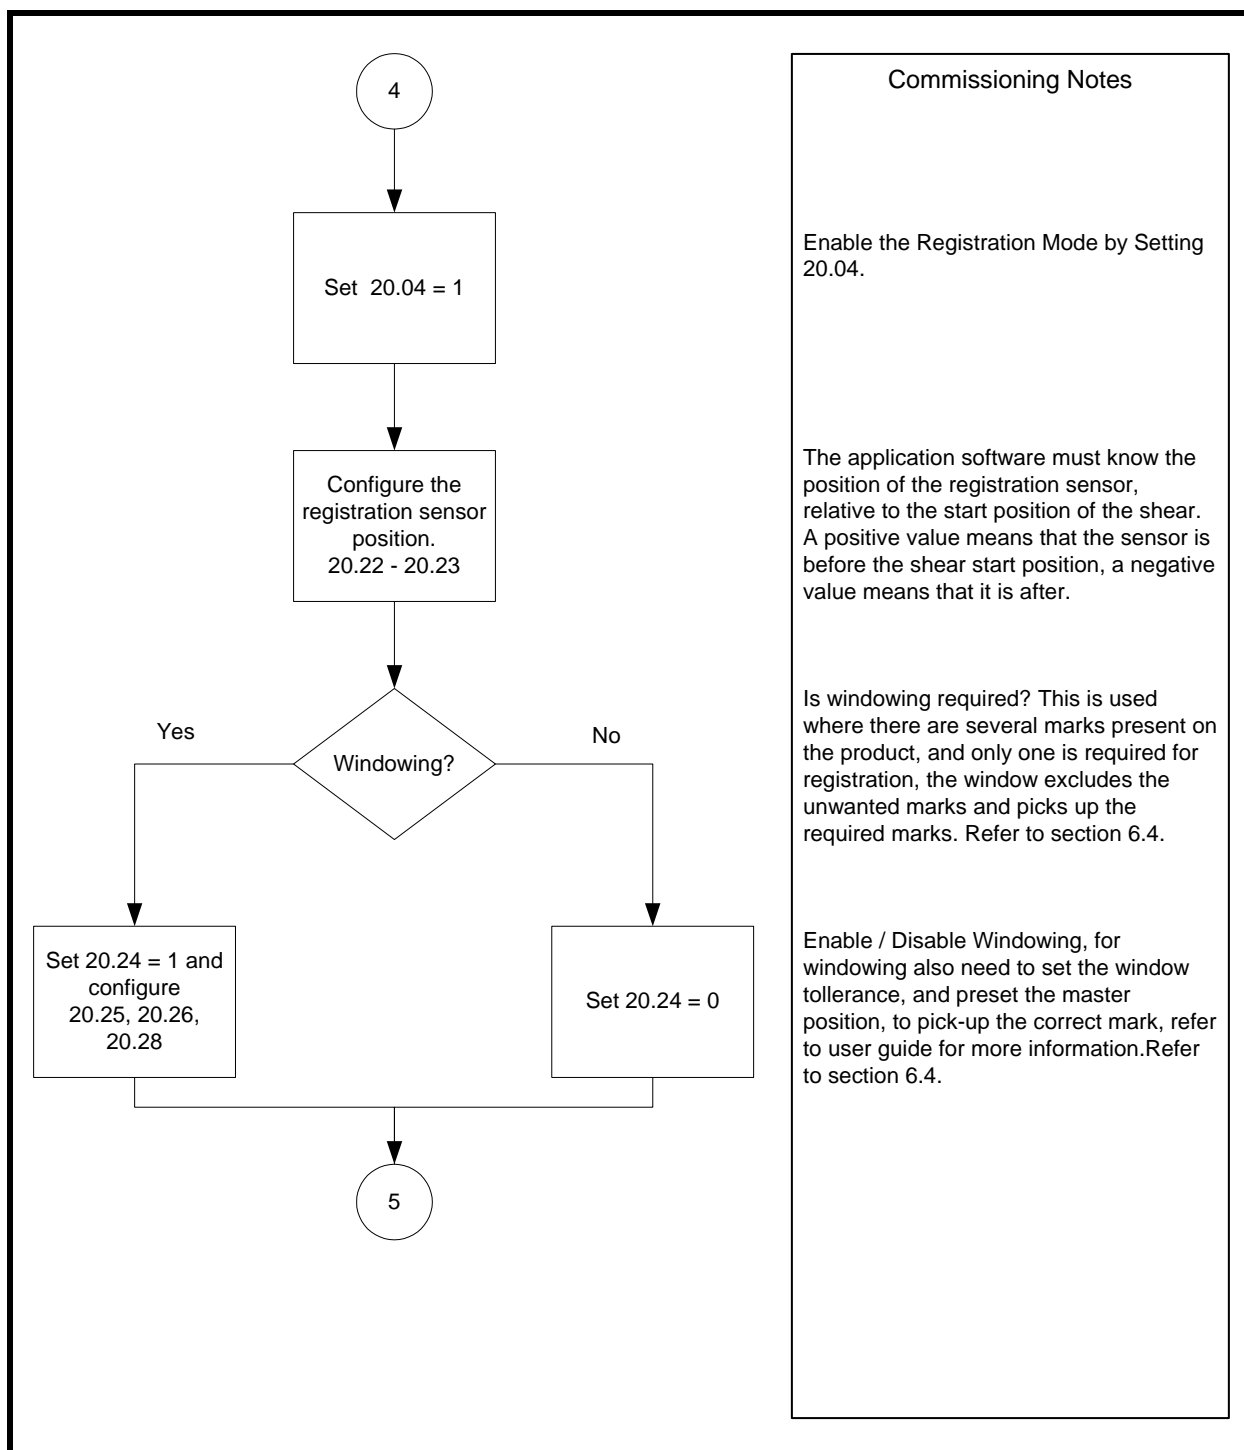 4
Set 20.04 = 1
Configure the
registration sensor
position.
20.22 - 20.23
Windowing?
Yes
No
Set 20.24 = 1 and
configure
20.25, 20.26,
20.28
Set 20.24 = 0
5
Commissioning Notes
Enable the Registration Mode by Setting
20.04.
The application software must know the
position of the registration sensor,
relative to the start position of the shear.
A positive value means that the sensor is
before the shear start position, a negative
value means that it is after.
Is windowing required? This is used
where there are several marks present on
the product, and only one is required for
registration, the window excludes the
unwanted marks and picks up the
required marks. Refer to section 6.4.
Enable / Disable Windowing, for
windowing also need to set the window
tollerance, and preset the master
position, to pick-up the correct mark, refer
to user guide for more information.Refer
to section 6.4.